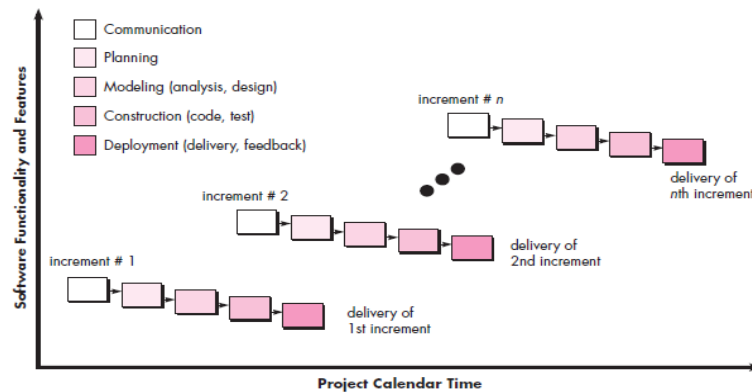 Communication
Planning
Modeling (analysis, design)
Construction (code, test)
Deployment (delivery, feedback)
increment # n
delivery of
nth increment
increment # 2
delivery of
2nd increment
increment # 1
delivery of
1st increment
Software Functionality and Features
Project Calendar Time